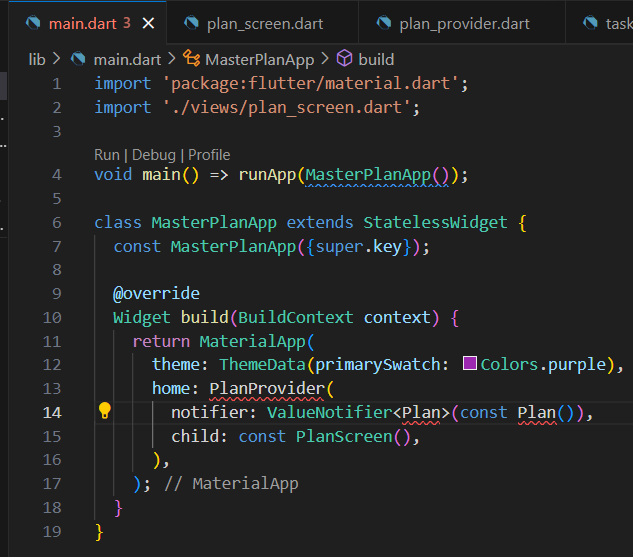 main.dart 3 plan_screen.dart plan_provider.dart task
lib > main.dart > MasterPlanApp > build
1 import 'package:flutter/material.dart';
2 import './views/plan_screen.dart';
3
Run | Debug | Profile
4 void main() => runApp(MasterPlanApp());
5
6 class MasterPlanApp extends StatelessWidget {
7 const MasterPlanApp({super.key});
8
9 @override
10 Widget build(BuildContext context) {
11 return MaterialApp(
12 theme: ThemeData(primarySwatch: Colors.purple),
13 home: PlanProvider(
14 notifier: ValueNotifier<Plan>(const Plan()),
15 child: const PlanScreen(),
16 ),
17 ); // MaterialApp
18 }
19 }